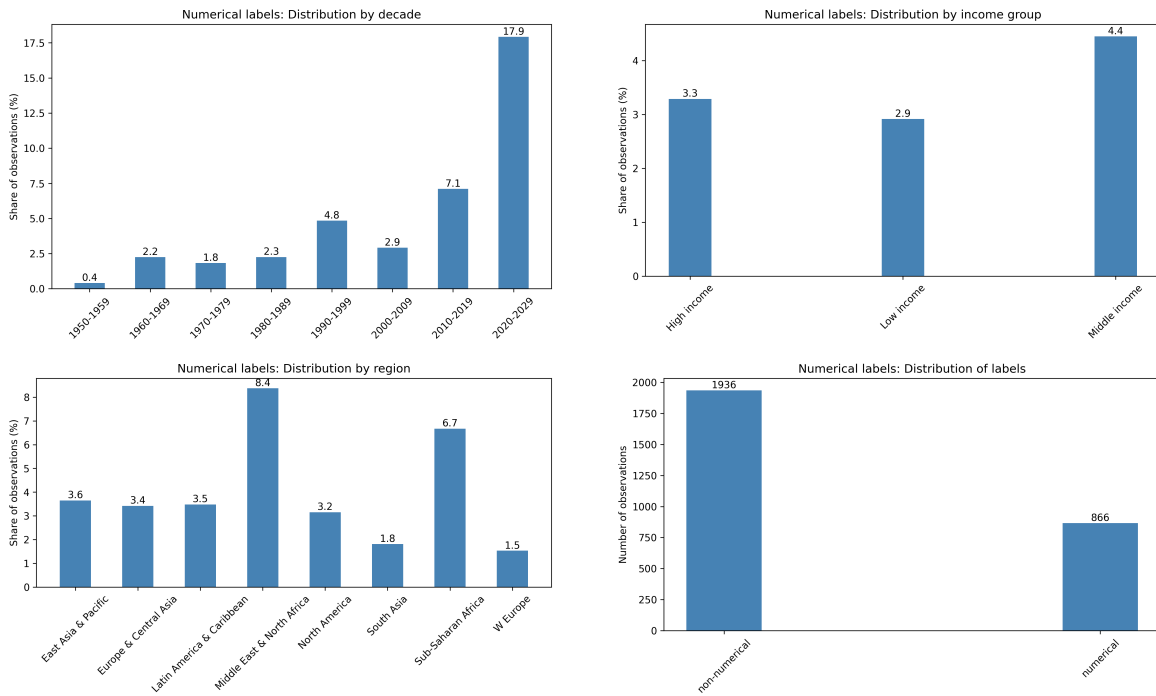 Numerical labels: Distribution by decade
Share of observations (%)
17.5
15.0
12.5
10.0
7.5
5.0
2.5
0.0
0.4
2.2
1.8
2.3
4.8
2.9
7.1
17.9
1950-1959
1960-1969
1970-1979
1980-1989
1990-1999
2000-2009
2010-2019
2020-2029
Numerical labels: Distribution by income group
Share of observations (%)
4
3
2
1
0
3.3
2.9
4.4
High income
Low income
Middle income
Numerical labels: Distribution by region
Share of observations (%)
8
7
6
5
4
3
2
1
0
3.6
3.4
3.5
8.4
3.2
1.8
6.7
1.5
East Asia & Pacific
Europe & Central Asia
Latin America & Caribbean
Middle East & North Africa
North America
South Asia
Sub-Saharan Africa
W Europe
Numerical labels: Distribution of labels
Number of observations
2000
1750
1500
1250
1000
750
500
250
0
1936
866
non-numerical
numerical